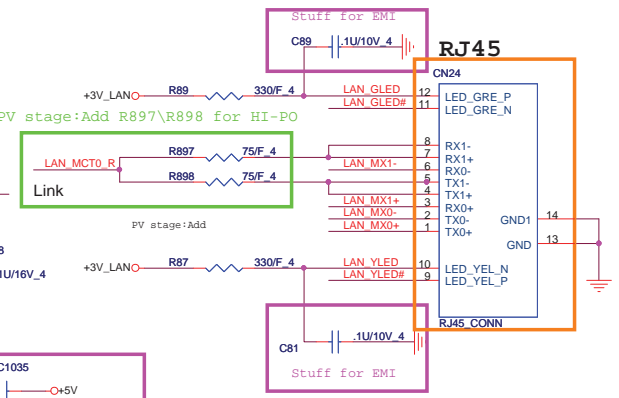 Stuff for EMI
C89 .1U/10V_4
RJ45
CN24
+3V_LAN R89 330/F_4 LAN_GLED 12 LED_GRE_P
LAN_GLED# 11 LED_GRE_N
PV stage:Add R897\R898 for HI-PO
8 RX1-
R897 75/F_4 7 RX1+
LAN_MCT0_R LAN_MX1- 6 RX0-
R898 75/F_4 5 TX1-
Link 4 TX1+
LAN_MX1+ 3 RX0+
LAN_MX0- 2 TX0- GND1 14
PV stage:Add LAN_MX0+ 1 TX0+
GND 13
8
+3V_LAN R87 330/F_4 LAN_YLED 10 LED_YEL_N
1U/16V_4 LAN_YLED# 9 LED_YEL_P
RJ45_CONN
C81 .1U/10V_4
C1035
Stuff for EMI
+5V